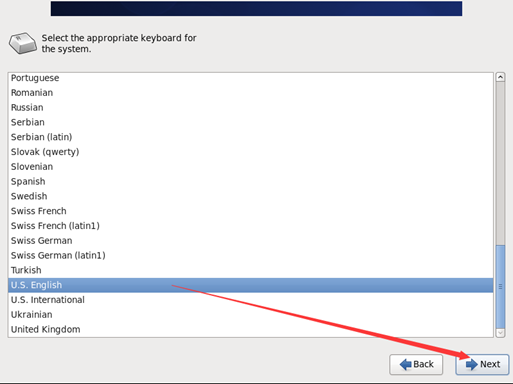 Select the appropriate keyboard for
the system.
Portuguese
Romanian
Russian
Serbian
Serbian (latin)
Slovak (qwerty)
Slovenian
Spanish
Swedish
Swiss French
Swiss French (latin1)
Swiss German
Swiss German (latin1)
Turkish
U.S. English
U.S. International
Ukrainian
United Kingdom
Back
Next